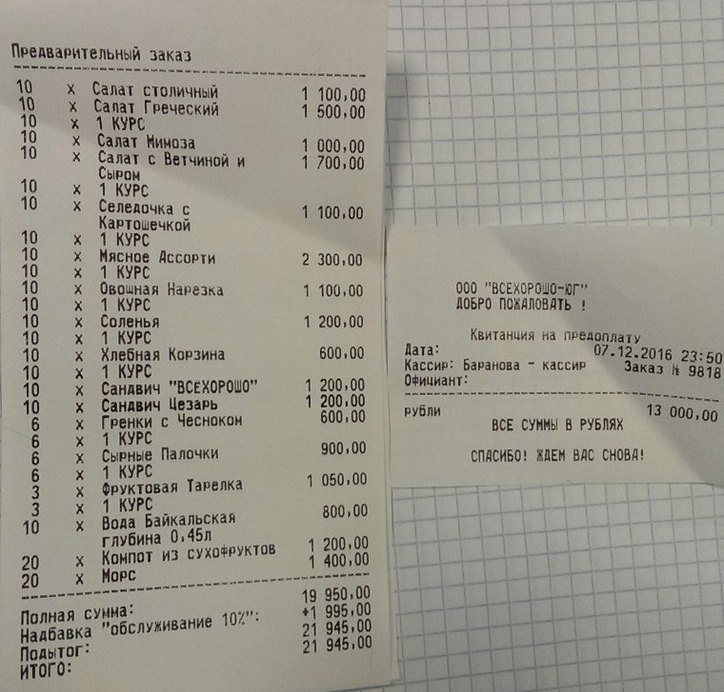 Предварительный заказ
10 x Салат столичный 1 100,00
10 x Салат Греческий 1 500,00
10 x 1 КУРС
10 x Салат Мимоза 1 000,00
10 x Салат с Ветчиной и 1 700,00
Сыром
10 x 1 КУРС
10 x Селедочка с 1 100,00
Картошечкой
10 x 1 КУРС
10 x Мясное Ассорти 2 300,00
10 x 1 КУРС
10 x Овошная Нарезка 1 100,00
10 x 1 КУРС
10 x Соленья 1 200,00
10 x 1 КУРС
10 x Хлебная Корзина 600,00
10 x 1 КУРС
10 x Сандвич "ВСЕХОРОШО" 1 200,00
10 x Сандвич Цезарь 1 200,00
6 x Гренки с Чесноком 600,00
6 x 1 КУРС
6 x Сырные Палочки 900,00
6 x 1 КУРС
3 x Фруктовая Тарелка 1 050,00
3 x 1 КУРС
10 x Вода Байкальская 800,00
глубина 0,45л
20 x Компот из сухофруктов 1 200,00
20 x Морс 1 400,00
Полная сумма: 19 950,00
Надбавка "обслуживание 10%": +1 995,00
Подытог: 21 945,00
ИТОГО: 21 945,00
ООО "ВСЕХОРОШО-ЮГ"
ДОБРО ПОЖАЛОВАТЬ !
Квитанция на предоплату
Дата: 07.12.2016 23:50
Кассир: Баранова - кассир Заказ № 9818
Официант:
рубли 13 000,00
ВСЕ СУММЫ В РУБЛЯХ
СПАСИБО! ЖДЕМ ВАС СНОВА!